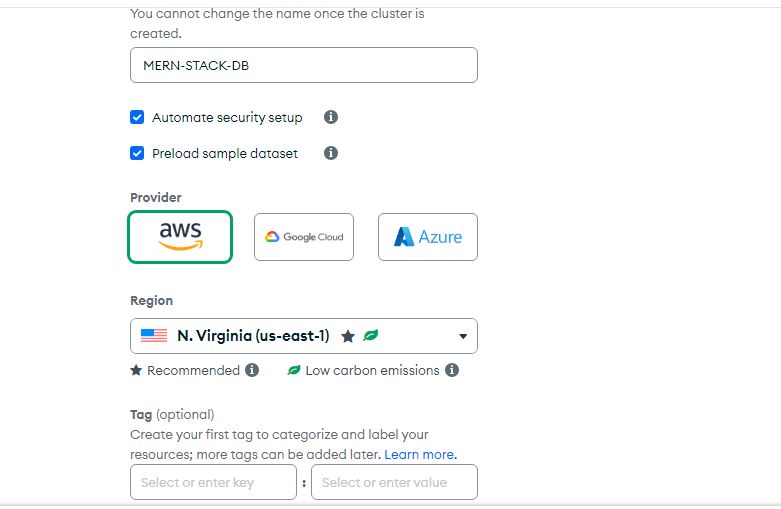 You cannot change the name once the cluster is
created.
MERN-STACK-DB
Automate security setup
Preload sample dataset
Provider
aws
Google Cloud
Azure
Region
N. Virginia (us-east-1)
Recommended
Low carbon emissions
Tag (optional)
Create your first tag to categorize and label your
resources; more tags can be added later. Learn more.
Select or enter key : Select or enter value